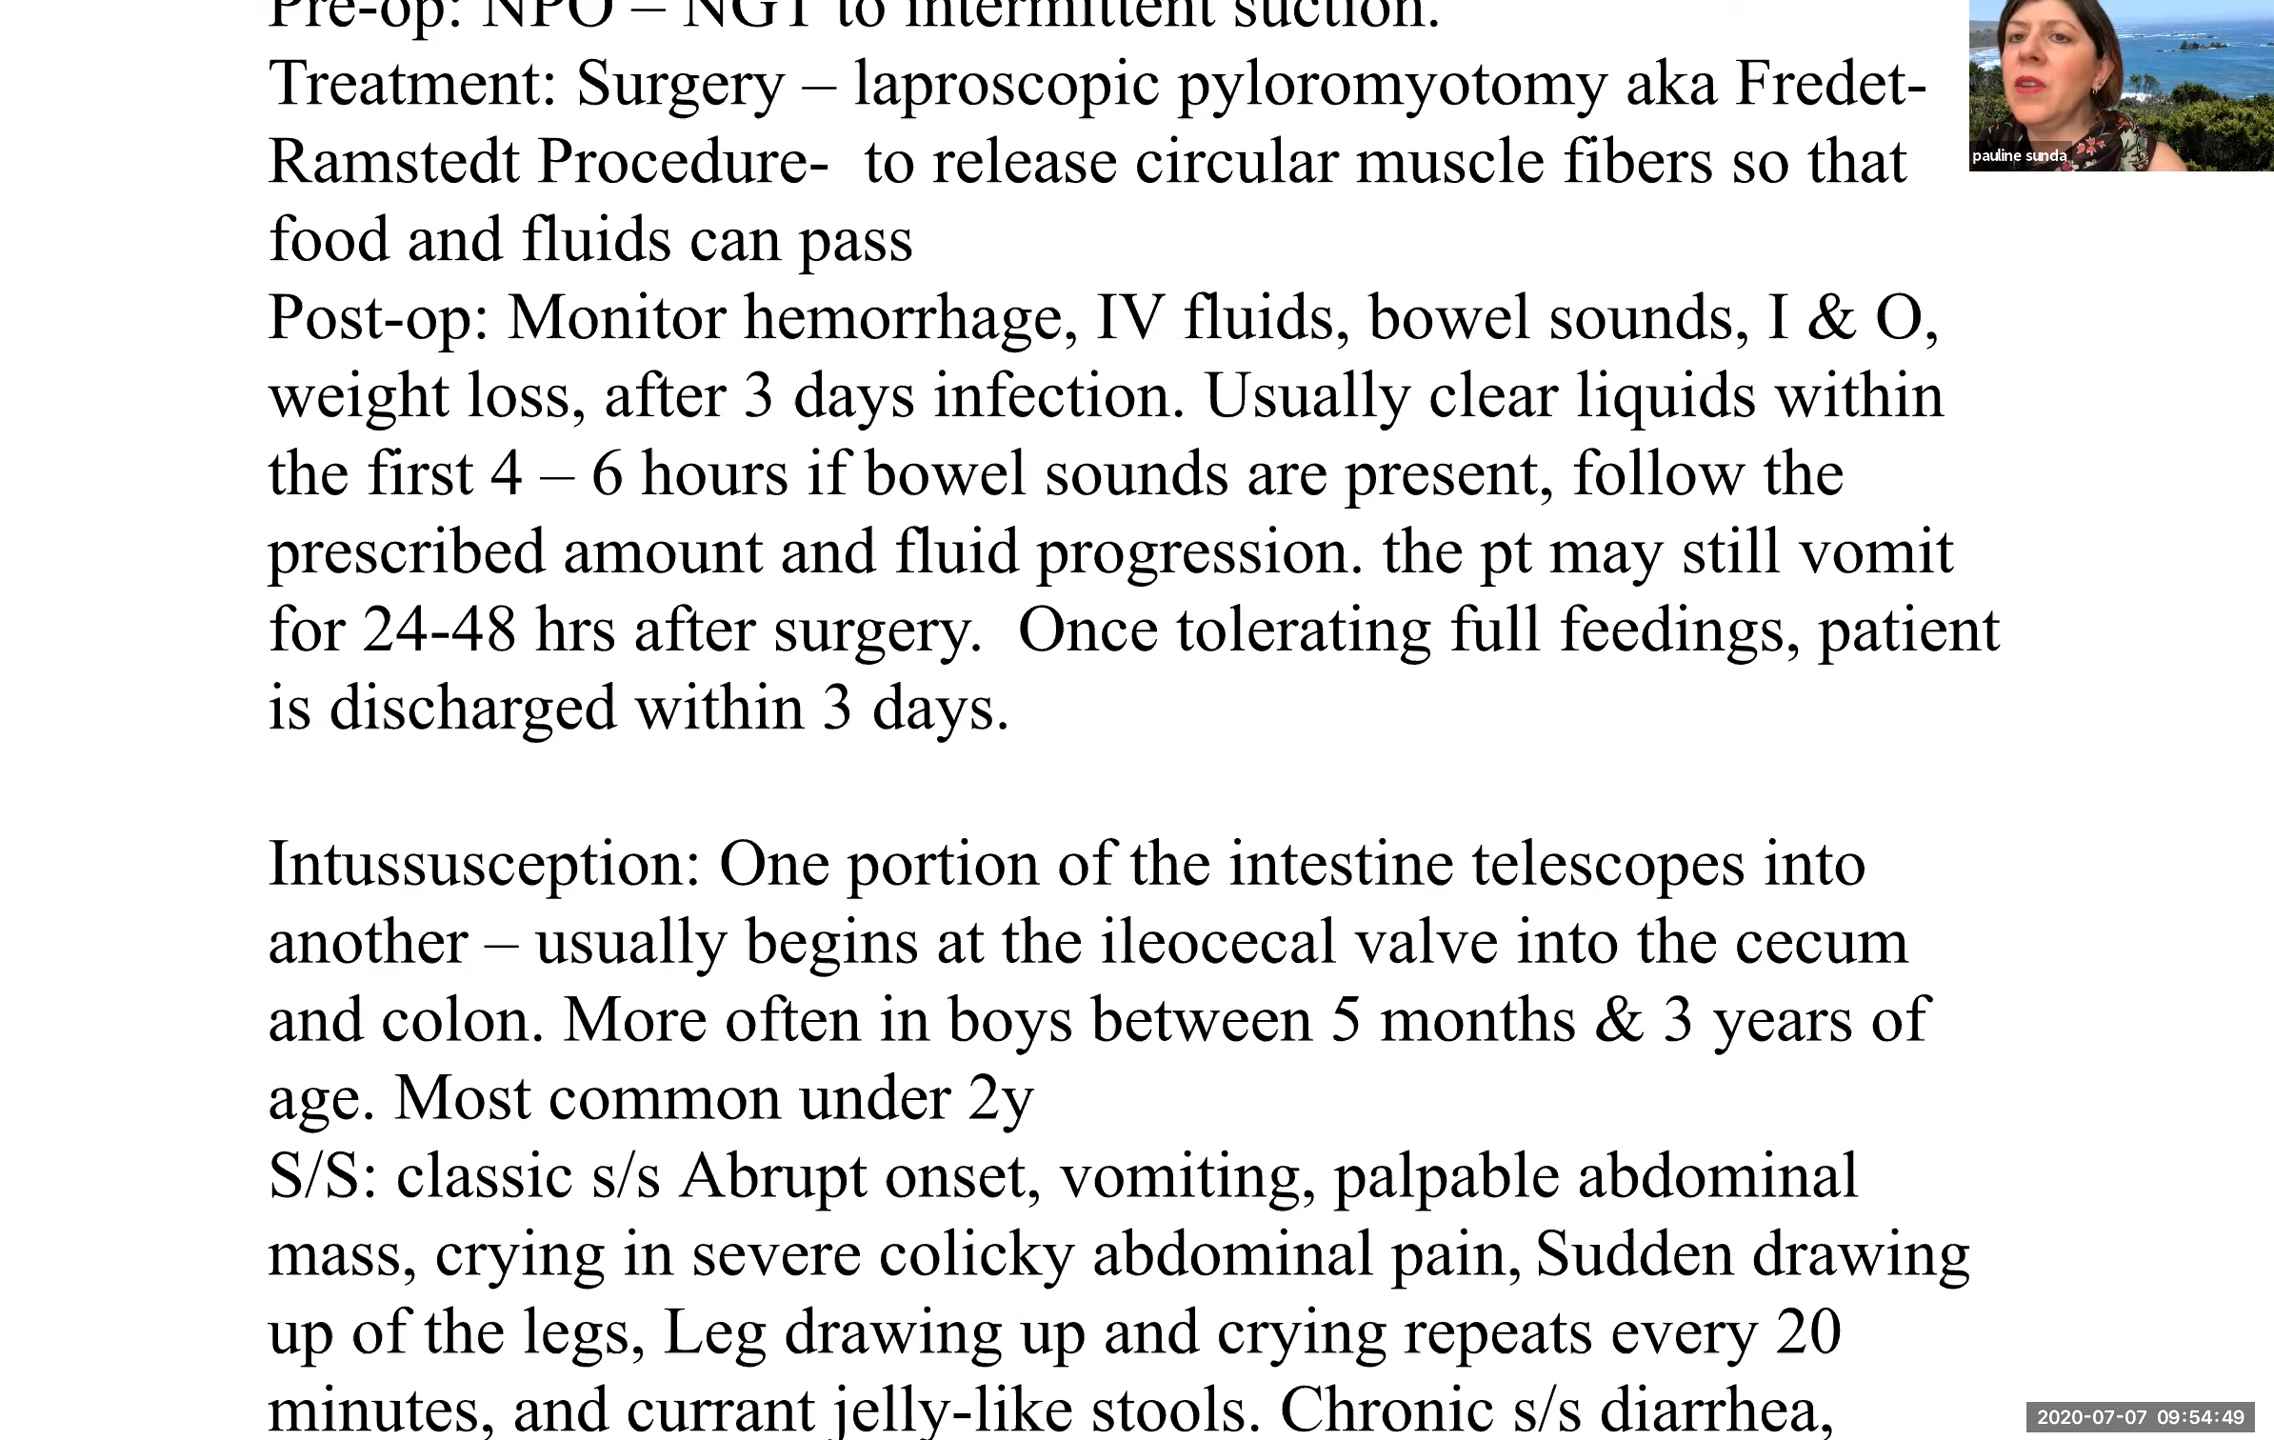 Pre-op: NPO – NGT to intermittent suction.
Treatment: Surgery – laproscopic pyloromyotomy aka Fredet-
Ramstedt Procedure-  to release circular muscle fibers so that
food and fluids can pass
Post-op: Monitor hemorrhage, IV fluids, bowel sounds, I & O,
weight loss, after 3 days infection. Usually clear liquids within
the first 4 – 6 hours if bowel sounds are present, follow the
prescribed amount and fluid progression. the pt may still vomit
for 24-48 hrs after surgery.  Once tolerating full feedings, patient
is discharged within 3 days.
Intussusception: One portion of the intestine telescopes into
another – usually begins at the ileocecal valve into the cecum
and colon. More often in boys between 5 months & 3 years of
age. Most common under 2y
S/S: classic s/s Abrupt onset, vomiting, palpable abdominal
mass, crying in severe colicky abdominal pain, Sudden drawing
up of the legs, Leg drawing up and crying repeats every 20
minutes, and currant jelly-like stools. Chronic s/s diarrhea,
pauline sunda
2020-07-07 09:54:49